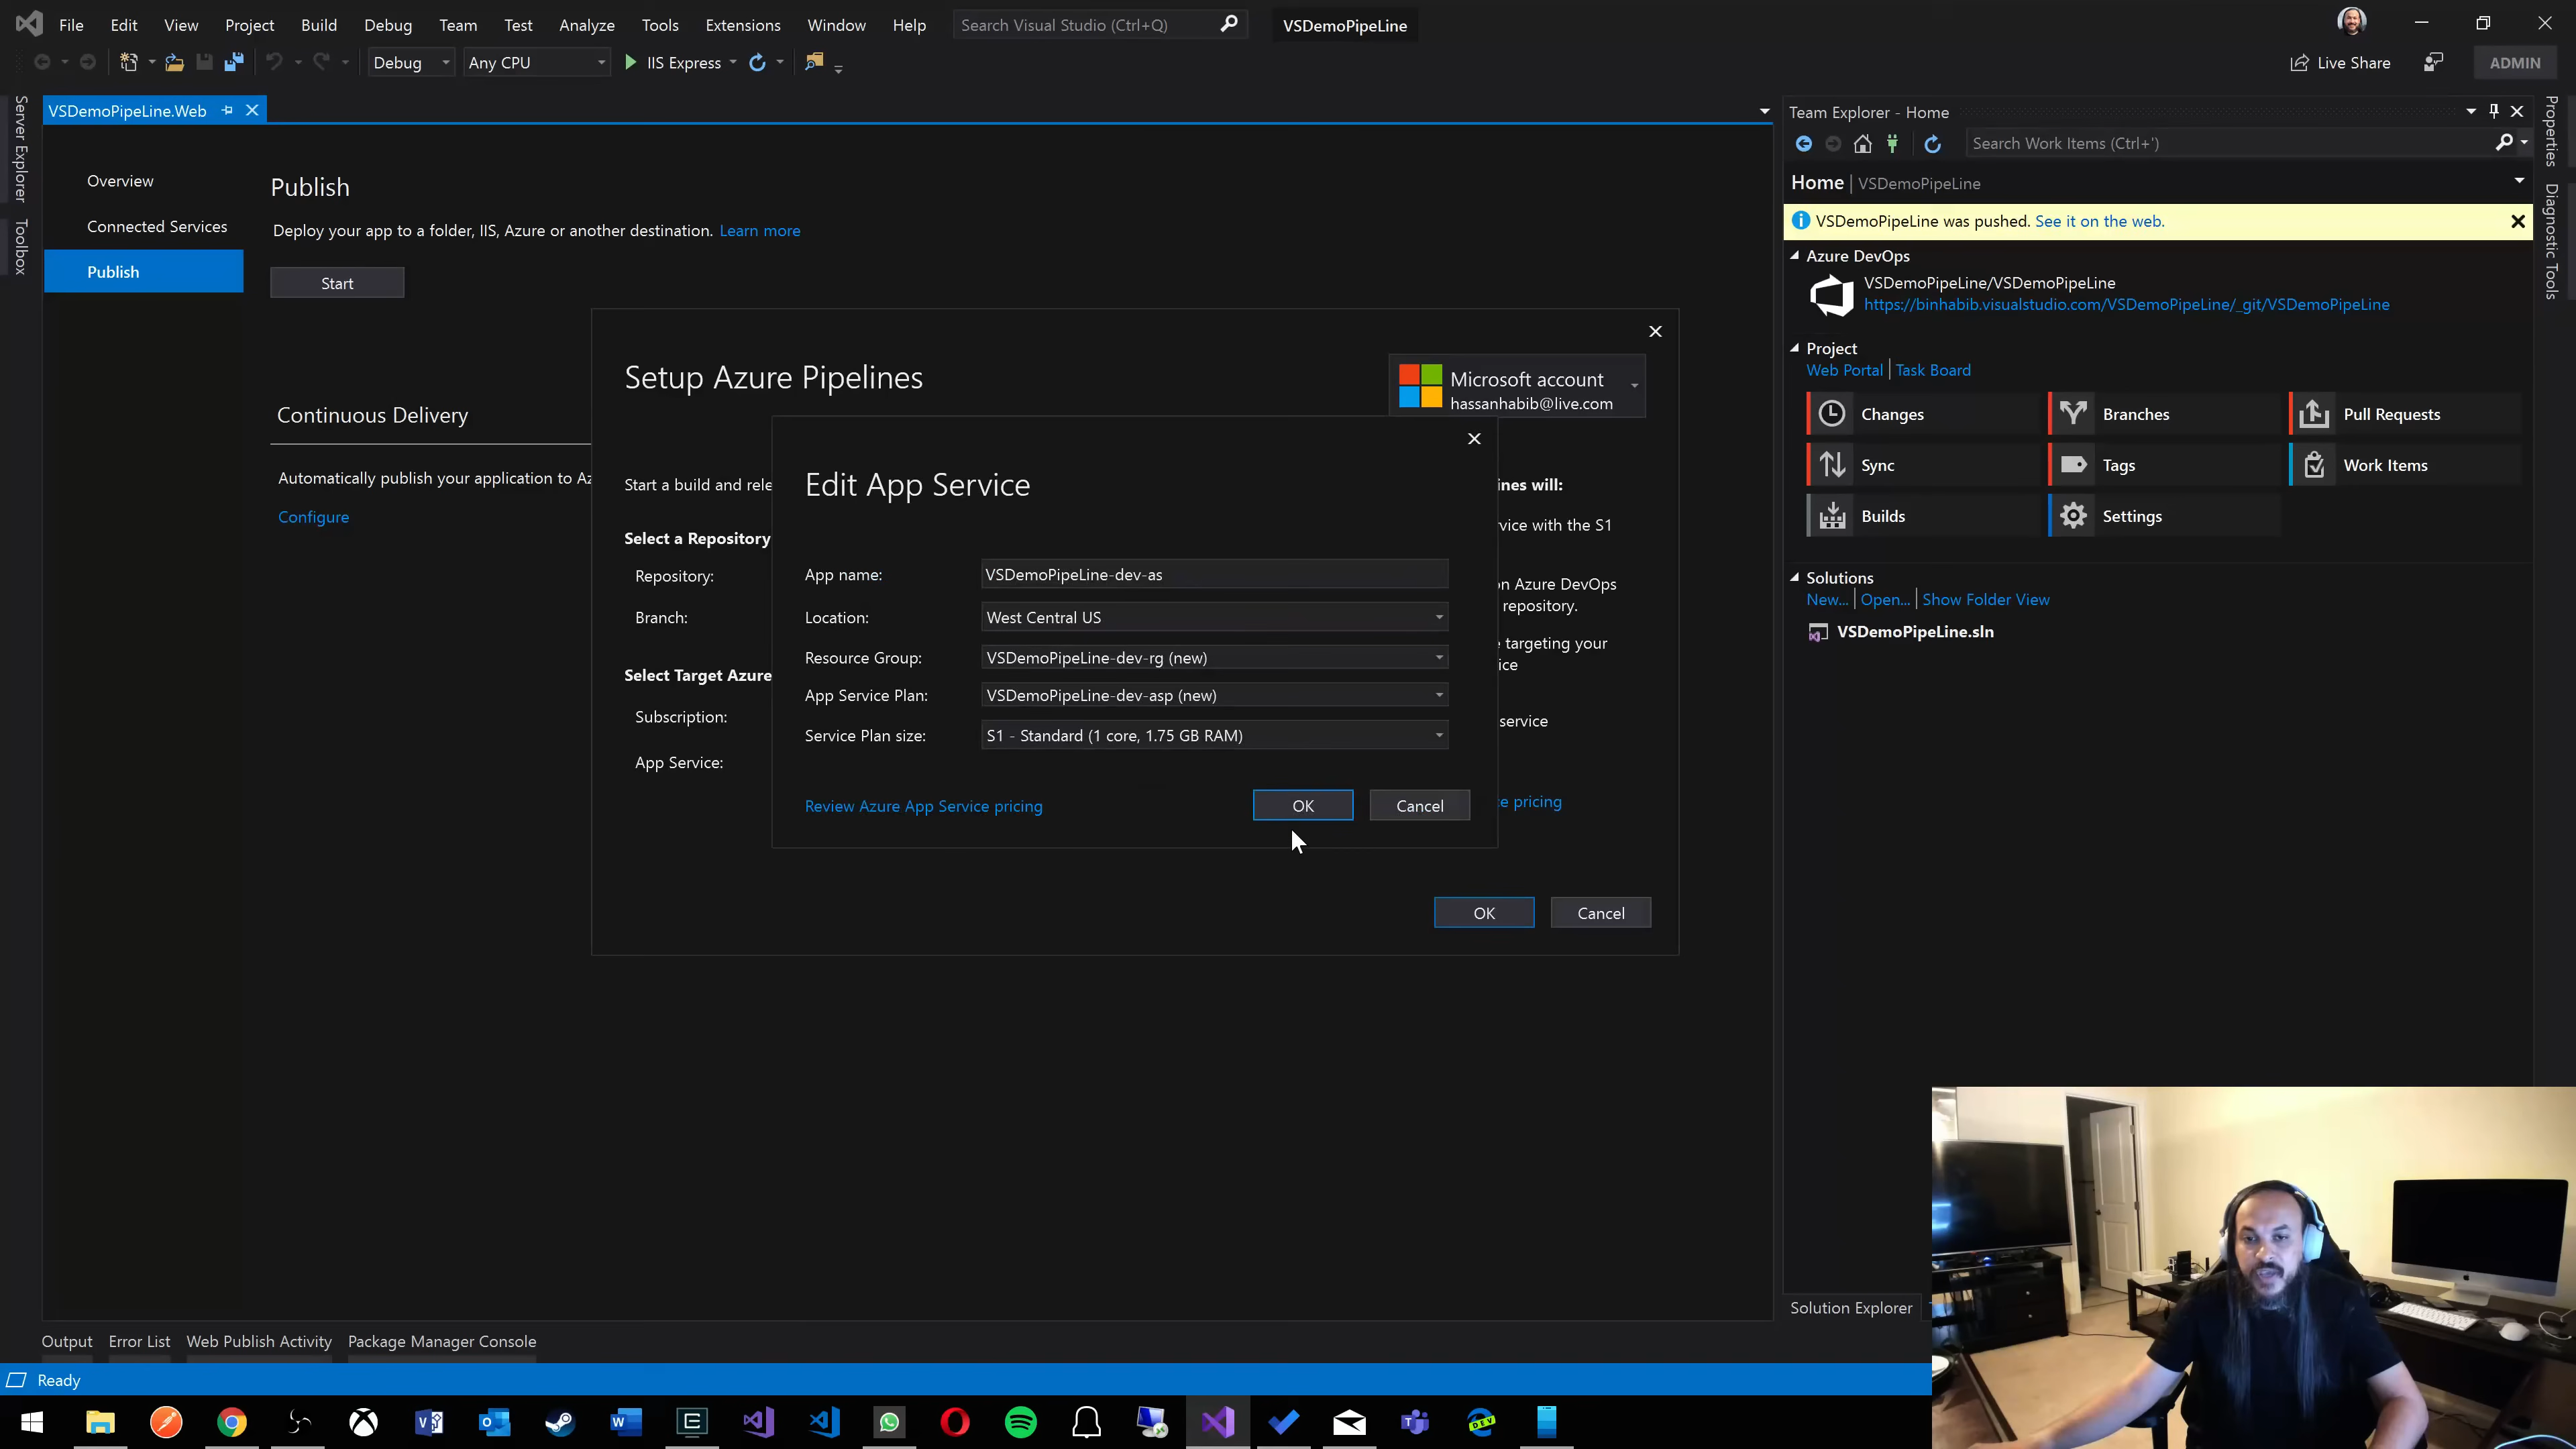 File Edit View Project Build Debug Team Test Analyze Tools Extensions Window Help Search Visual Studio (Ctrl+Q) VSDemoPipeLine
Debug Any CPU IIS Express Live Share ADMIN
Server Explorer
Toolbox
VSDemoPipeLine.Web
Overview
Connected Services
Publish
Publish
Deploy your app to a folder, IIS, Azure or another destination. Learn more
Start
Continuous Delivery
Automatically publish your application to Az
Configure
Setup Azure Pipelines
Microsoft account
hassanhabib@live.com
Start a build and rele
ines will:
Select a Repository
vice with the S1
Repository:
n Azure DevOps
repository.
Branch:
e targeting your
ice
Select Target Azure
Subscription:
service
App Service:
e pricing
OK Cancel
Edit App Service
App name: VSDemoPipeLine-dev-as
Location: West Central US
Resource Group: VSDemoPipeLine-dev-rg (new)
App Service Plan: VSDemoPipeLine-dev-asp (new)
Service Plan size: S1 - Standard (1 core, 1.75 GB RAM)
Review Azure App Service pricing OK Cancel
Team Explorer - Home
Search Work Items (Ctrl+')
Home | VSDemoPipeLine
VSDemoPipeLine was pushed. See it on the web.
Azure DevOps
VSDemoPipeLine/VSDemoPipeLine
https://binhabib.visualstudio.com/VSDemoPipeLine/_git/VSDemoPipeLine
Project
Web Portal | Task Board
Changes Branches Pull Requests
Sync Tags Work Items
Builds Settings
Solutions
New... | Open... | Show Folder View
VSDemoPipeLine.sln
Properties
Diagnostic Tools
Solution Explorer
Output Error List Web Publish Activity Package Manager Console
Ready